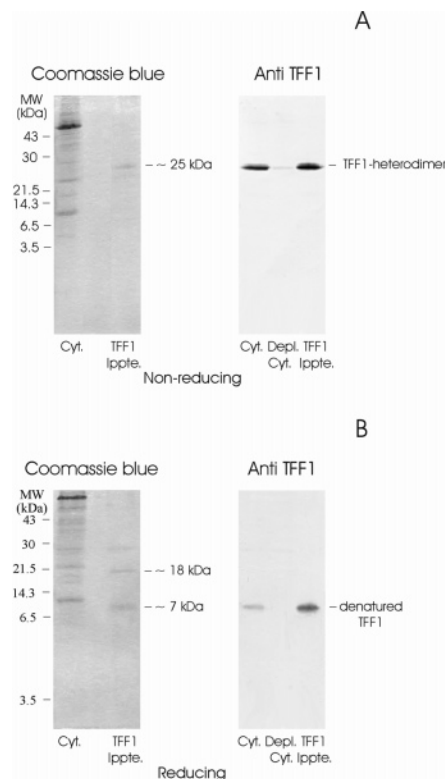 A
Coomassie blue
Anti TFF1
MW
(kDa)
43 –
30 –
21.5 –
14.3 –
6.5 –
3.5 –
– ~ 25 kDa
– TFF1-heterodimer
Cyt. TFF1
Ippte.
Cyt. Depl. TFF1
Cyt. Ippte.
Non-reducing
B
Coomassie blue
Anti TFF1
MW
(kDa)
43 –
30 –
21.5 –
14.3 –
6.5 –
3.5 –
– ~ 18 kDa
– ~ 7 kDa
– denatured
TFF1
Cyt. TFF1
Ippte.
Cyt. Depl. TFF1
Cyt. Ippte.
Reducing